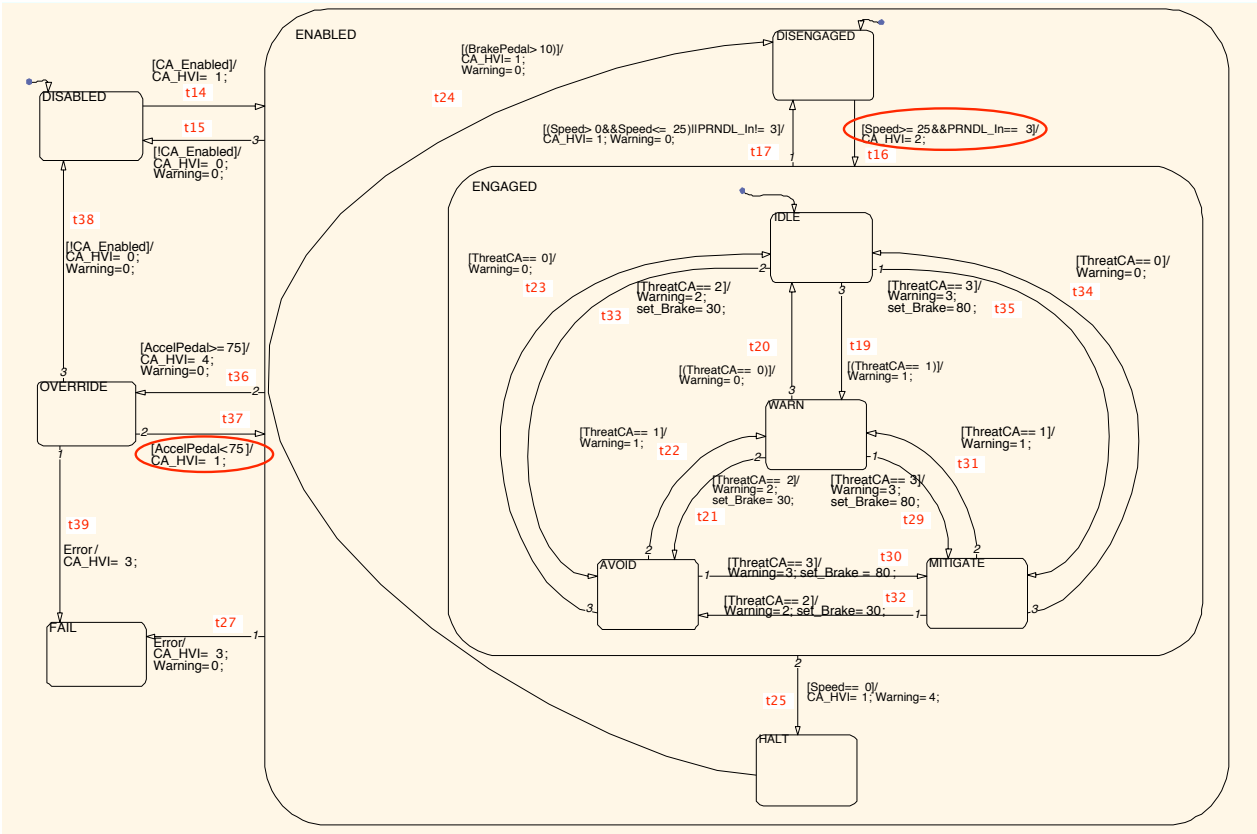 ENABLED
DISENGAGED
[(BrakePedal> 10)]/
CA_HVI= 1;
Warning= 0;
t24
[CA_Enabled]/
CA_HVI= 1;
t14
DISABLED
t15
3
[!CA_Enabled]/
CA_HVI= 0;
Warning=0;
[(Speed> 0&&Speed<= 25)||PRNDL_In!= 3]/
CA_HVI= 1; Warning= 0;
t17
1
[Speed>= 25&&PRNDL_In== 3]/
CA_HVI= 2;
t16
ENGAGED
IDLE
t38
[!CA_Enabled]/
CA_HVI= 0;
Warning=0;
3
[ThreatCA== 0]/
Warning= 0;
t23
2
[ThreatCA== 2]/
Warning= 2;
set_Brake= 30;
t33
1
[ThreatCA== 3]/
Warning= 3;
set_Brake= 80;
t35
[ThreatCA== 0]/
Warning= 0;
t34
3
t20
t19
[(ThreatCA== 0)]/
Warning= 0;
3
[(ThreatCA== 1)]/
Warning= 1;
[AccelPedal>= 75]/
CA_HVI= 4;
Warning=0;
t36
2
OVERRIDE
t37
2
[AccelPedal<75]/
CA_HVI= 1;
1
WARN
[ThreatCA== 1]/
Warning= 1;
t22
2
[ThreatCA== 2]/
Warning= 2;
set_Brake= 30;
t21
1
[ThreatCA== 3]/
Warning= 3;
set_Brake= 80;
t29
[ThreatCA== 1]/
Warning= 1;
t31
t39
Error/
CA_HVI= 3;
2
2
AVOID
1
[ThreatCA== 3]/
Warning=3; set_Brake = 80;
t30
MITIGATE
[ThreatCA== 2]/
Warning= 2; set_Brake= 30;
t32
1
3
3
FAIL
t27
1
Error/
CA_HVI= 3;
Warning=0;
2
[Speed== 0]/
CA_HVI= 1; Warning= 4;
t25
HALT